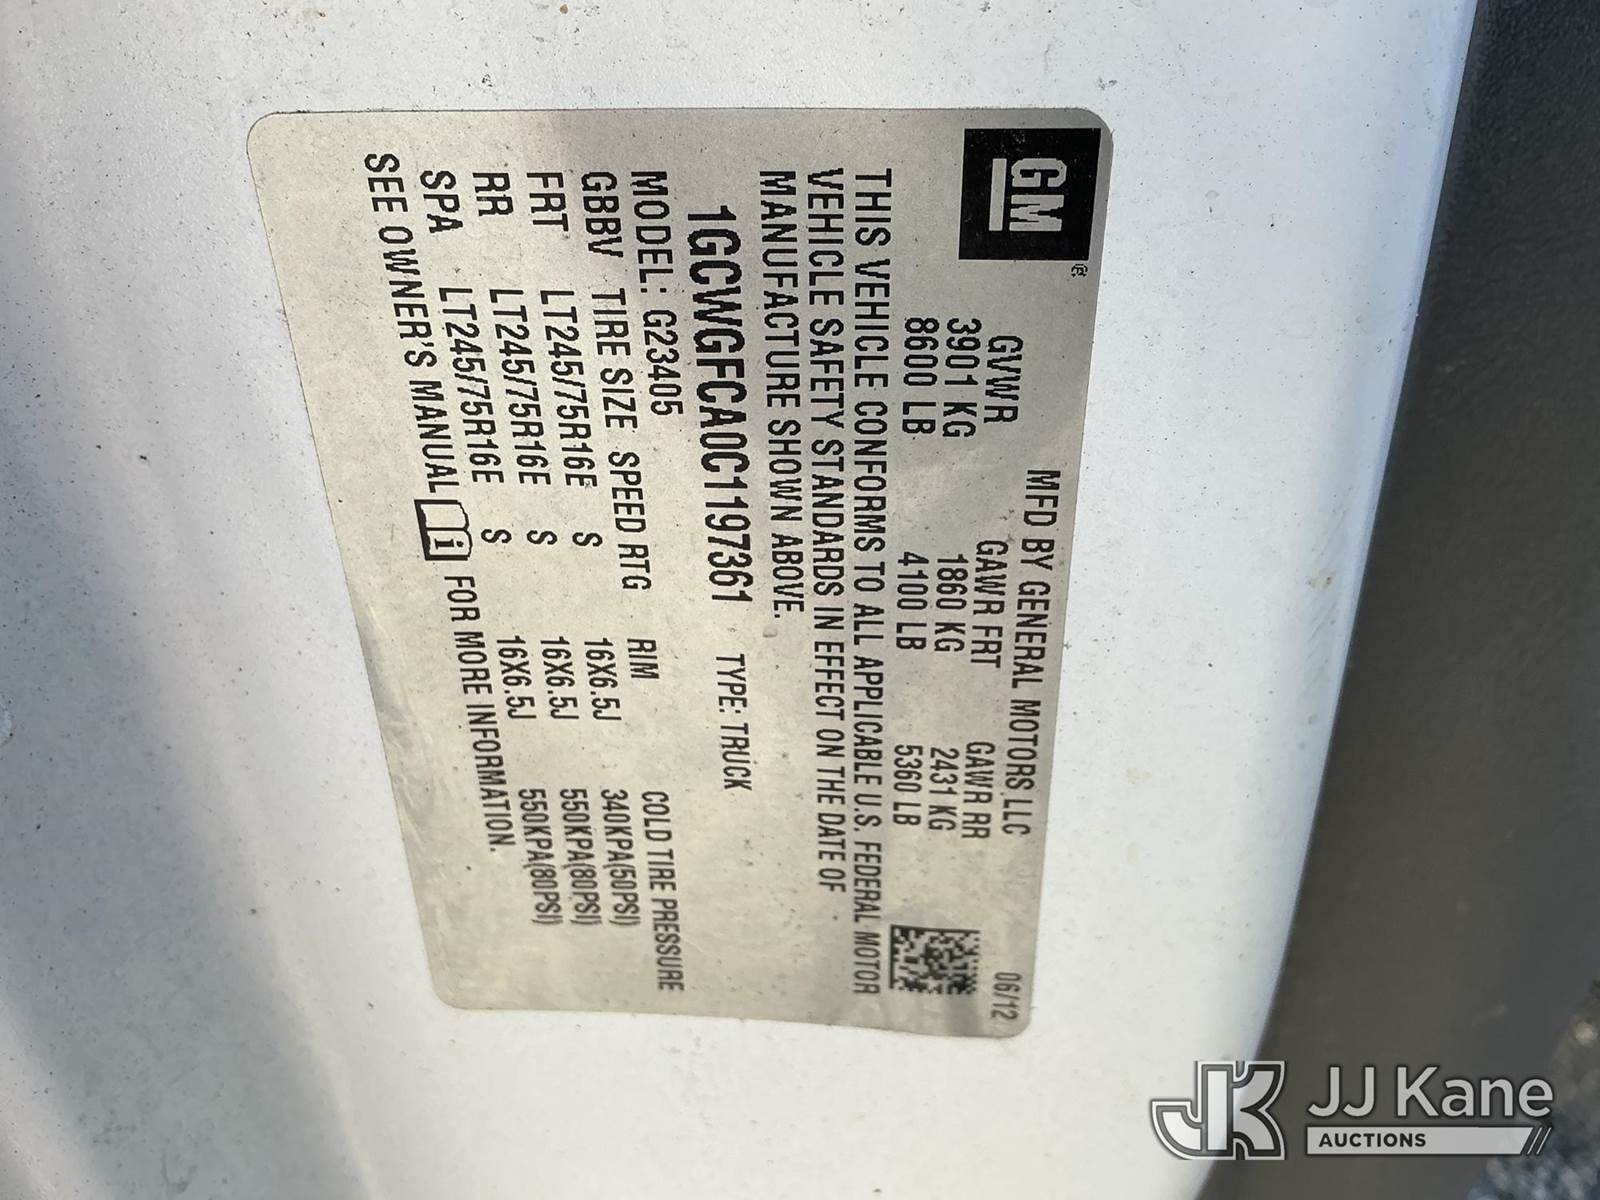 GM®
MFD BY GENERAL MOTORS LLC 06/12
GVWR GAWR FRT GAWR RR
3901 KG 1860 KG 2431 KG
8600 LB 4100 LB 5360 LB
THIS VEHICLE CONFORMS TO ALL APPLICABLE U.S. FEDERAL MOTOR
VEHICLE SAFETY STANDARDS IN EFFECT ON THE DATE OF
MANUFACTURE SHOWN ABOVE.
1GCWGFCA0C1197361 TYPE: TRUCK
MODEL: G23405
GBBV TIRE SIZE SPEED RTG RIM COLD TIRE PRESSURE
FRT LT245/75R16E S 16X6.5J 340KPA(50PSI)
RR LT245/75R16E S 16X6.5J 550KPA(80PSI)
SPA LT245/75R16E S 16X6.5J 550KPA(80PSI)
SEE OWNER'S MANUAL i FOR MORE INFORMATION.
JK JJ Kane
AUCTIONS